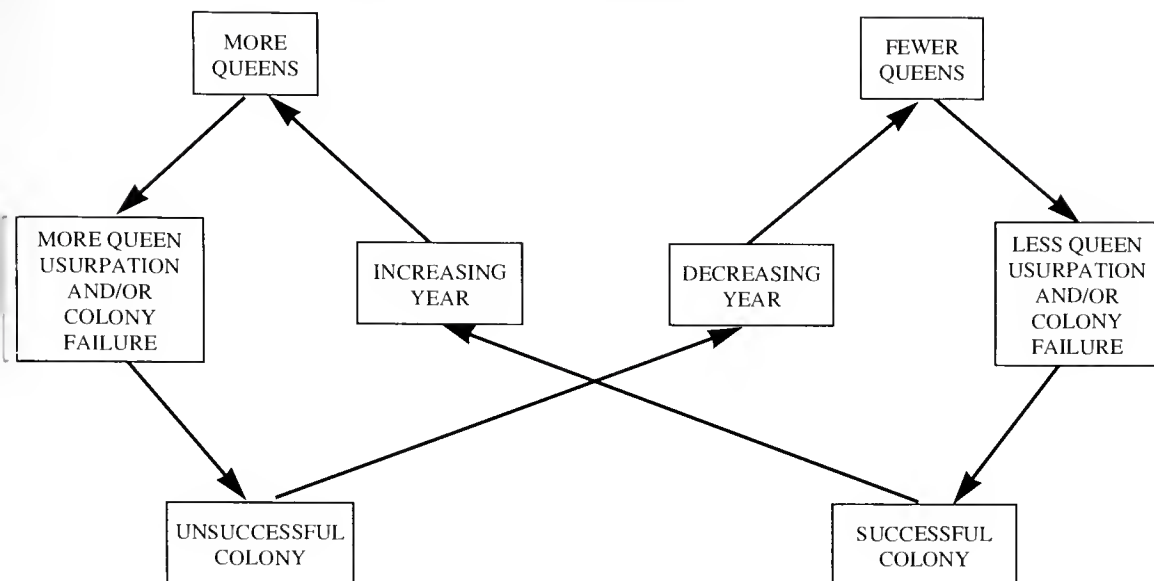 MORE
QUEENS
FEWER
QUEENS
MORE QUEEN
USURPATION
AND/OR
COLONY
FAILURE
INCREASING
YEAR
DECREASING
YEAR
LESS QUEEN
USURPATION
AND/OR
COLONY
FAILURE
UNSUCCESSFUL
COLONY
SUCCESSFUL
COLONY